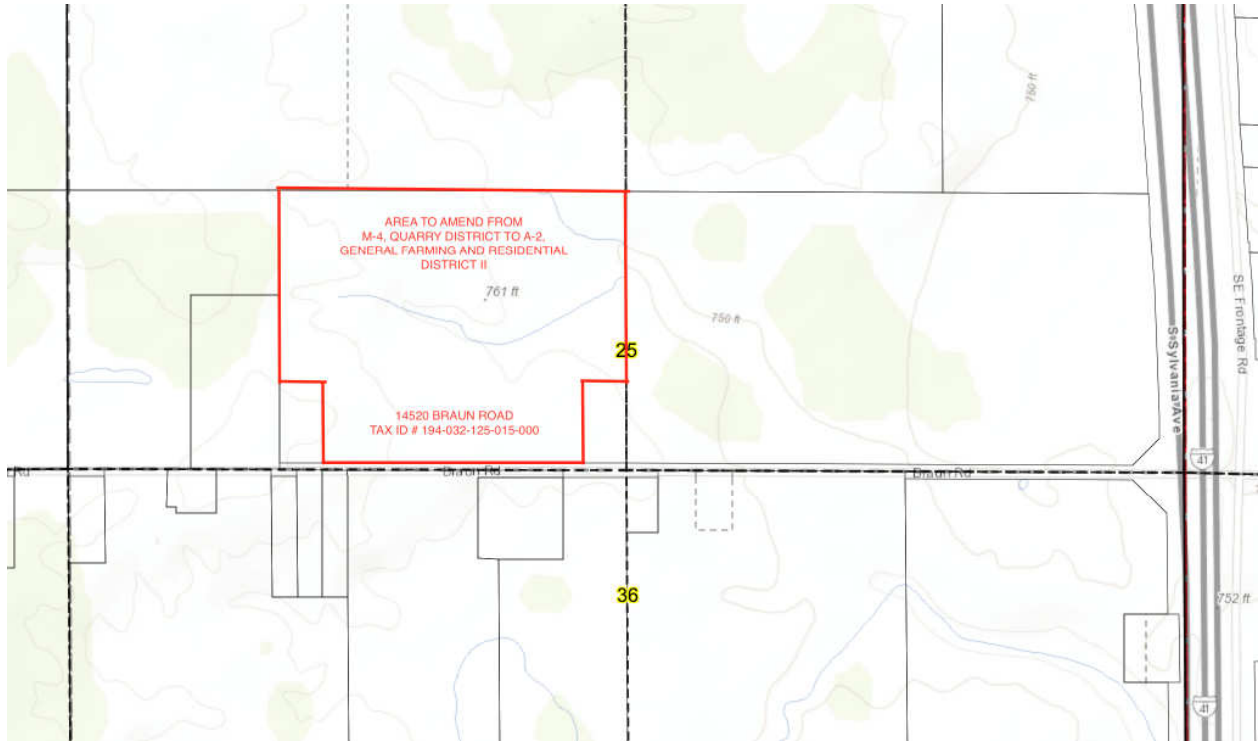 750 ft
AREA TO AMEND FROM
M-4, QUARRY DISTRICT TO A-2,
GENERAL FARMING AND RESIDENTIAL
DISTRICT II
761 ft
750 ft
25
14520 BRAUN ROAD
TAX ID # 194-032-125-015-000
SE Frontage Rd
S Sylvania Ave
41
Rd
Braun Rd
Braun Rd
36
752 ft
41